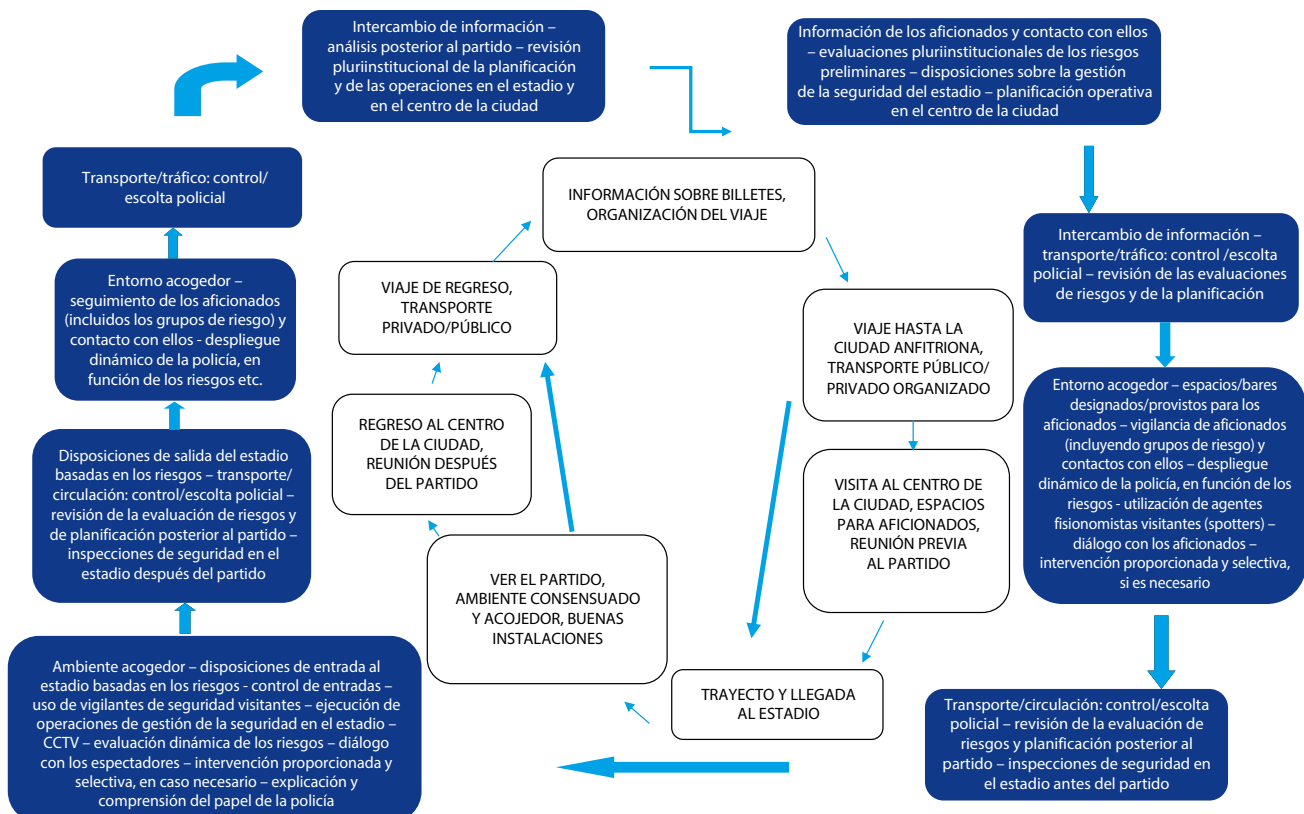 Intercambio de información –
análisis posterior al partido – revisión
pluriinstitucional de la planificación
y de las operaciones en el estadio y
en el centro de la ciudad
Información de los aficionados y contacto con ellos
– evaluaciones pluriinstitucionales de los riesgos
preliminares – disposiciones sobre la gestión
de la seguridad del estadio – planificación operativa
en el centro de la ciudad
Intercambio de información –
transporte/tráfico: control /escolta
policial – revisión de las evaluaciones
de riesgos y de la planificación
Entorno acogedor – espacios/bares
designados/provistos para los
aficionados – vigilancia de aficionados
(incluyendo grupos de riesgo) y
contactos con ellos – despliegue
dinámico de la policía, en función de los
riesgos - utilización de agentes
fisionomistas visitantes (spotters) –
diálogo con los aficionados –
intervención proporcionada y selectiva,
si es necesario
Transporte/circulación: control/escolta
policial – revisión de la evaluación de
riesgos y planificación posterior al
partido – inspecciones de seguridad en
el estadio antes del partido
Ambiente acogedor – disposiciones de entrada al
estadio basadas en los riesgos - control de entradas –
uso de vigilantes de seguridad visitantes – ejecución de
operaciones de gestión de la seguridad en el estadio –
CCTV – evaluación dinámica de los riesgos – diálogo
con los espectadores – intervención proporcionada y
selectiva, en caso necesario – explicación y
comprensión del papel de la policía
Disposiciones de salida del estadio
basadas en los riesgos – transporte/
circulación: control/escolta policial –
revisión de la evaluación de riesgos y
de planificación posterior al partido –
inspecciones de seguridad en el
estadio después del partido
Entorno acogedor –
seguimiento de los aficionados
(incluidos los grupos de riesgo) y
contacto con ellos - despliegue
dinámico de la policía, en
función de los riesgos etc.
Transporte/tráfico: control/
escolta policial
INFORMACIÓN SOBRE BILLETES,
ORGANIZACIÓN DEL VIAJE
VIAJE HASTA LA
CIUDAD ANFITRIONA,
TRANSPORTE PÚBLICO/
PRIVADO ORGANIZADO
VISITA AL CENTRO DE
LA CIUDAD, ESPACIOS
PARA AFICIONADOS,
REUNIÓN PREVIA
AL PARTIDO
TRAYECTO Y LLEGADA
AL ESTADIO
VER EL PARTIDO,
AMBIENTE CONSENSUADO
Y ACOJEDOR, BUENAS
INSTALACIONES
REGRESO AL CENTRO
DE LA CIUDAD,
REUNIÓN DESPUÉS
DEL PARTIDO
VIAJE DE REGRESO,
TRANSPORTE
PRIVADO/PÚBLICO